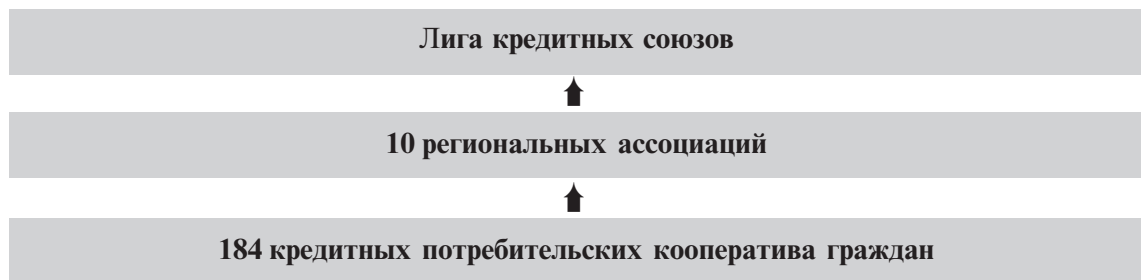 Лига кредитных союзов
10 региональных ассоциаций
184 кредитных потребительских кооператива граждан